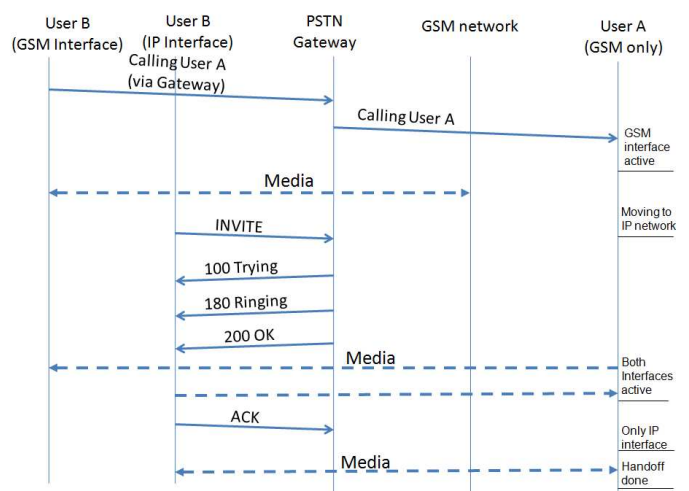 User B
(GSM Interface)
User B
(IP Interface)
PSTN
Gateway
GSM network
User A
(GSM only)
Calling User A
(via Gateway)
Calling User A
GSM
interface
active
Media
Moving to
IP network
INVITE
100 Trying
180 Ringing
200 OK
Media
Both
Interfaces
active
ACK
Only IP
interface
Media
Handoff
done